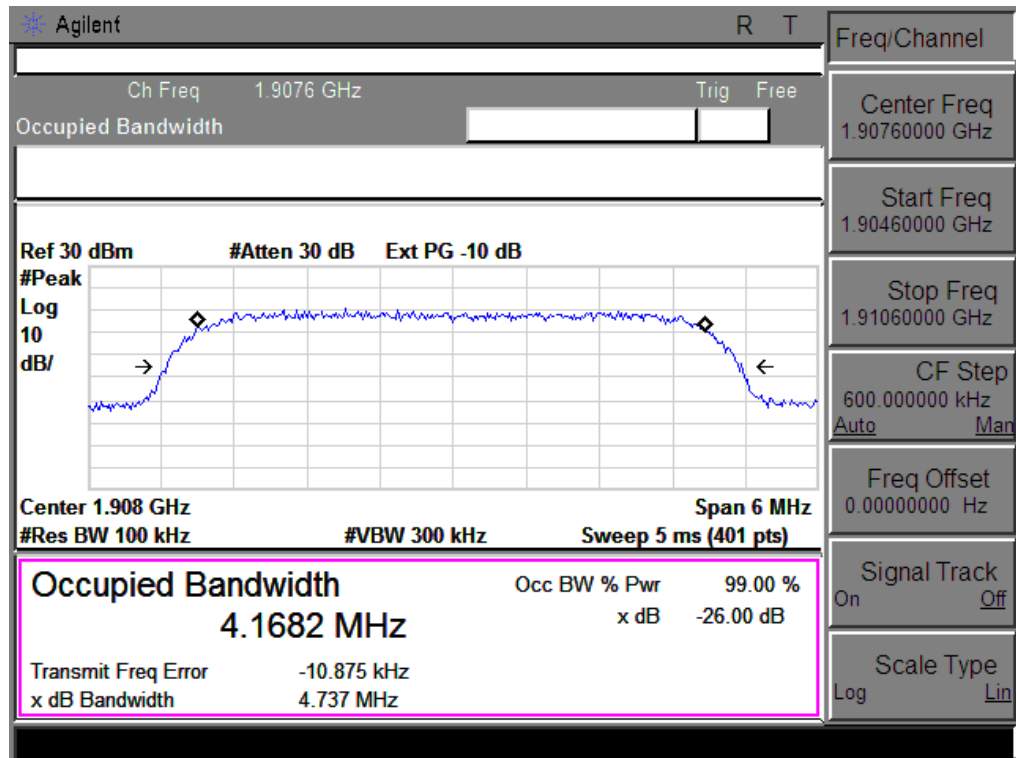 Agilent R T
Ch Freq 1.9076 GHz Trig Free
Occupied Bandwidth
Ref 30 dBm #Atten 30 dB Ext PG -10 dB
#Peak
Log
10
dB/
Center 1.908 GHz Span 6 MHz
#Res BW 100 kHz #VBW 300 kHz Sweep 5 ms (401 pts)
Occupied Bandwidth Occ BW % Pwr 99.00 %
4.1682 MHz x dB -26.00 dB
Transmit Freq Error -10.875 kHz
x dB Bandwidth 4.737 MHz
Freq/Channel
Center Freq
1.90760000 GHz
Start Freq
1.90460000 GHz
Stop Freq
1.91060000 GHz
CF Step
600.000000 kHz
Auto Man
Freq Offset
0.00000000 Hz
Signal Track
On Off
Scale Type
Log Lin